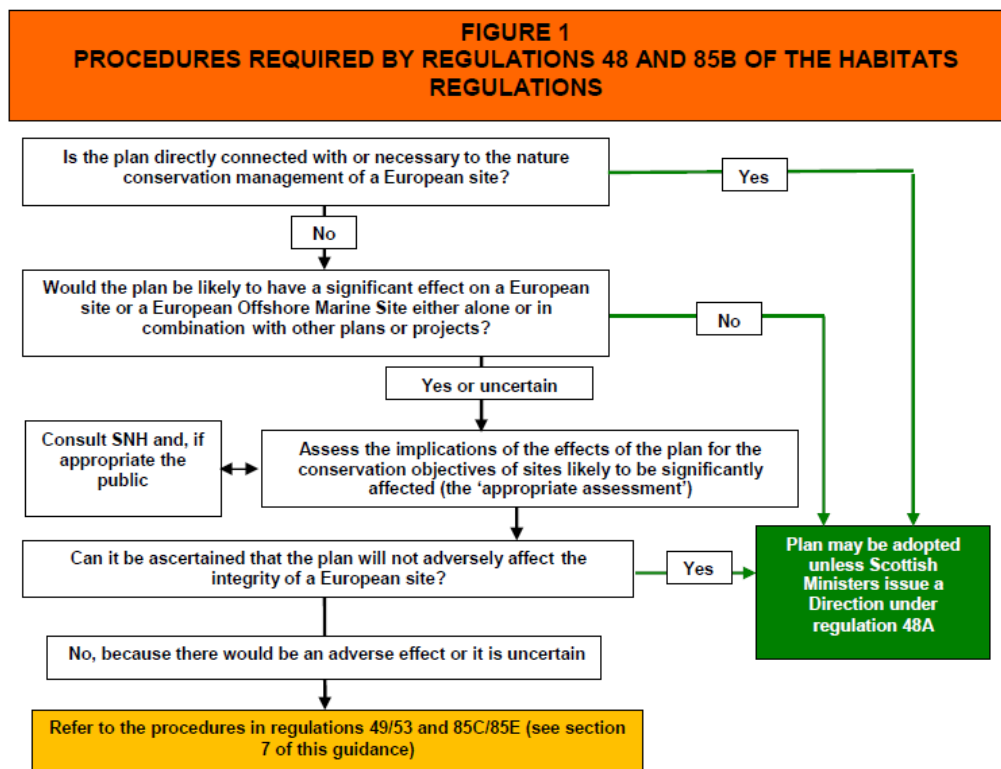 FIGURE 1
PROCEDURES REQUIRED BY REGULATIONS 48 AND 85B OF THE HABITATS
REGULATIONS
Is the plan directly connected with or necessary to the nature
conservation management of a European site?
Yes
No
Would the plan be likely to have a significant effect on a European
site or a European Offshore Marine Site either alone or in
combination with other plans or projects?
No
Yes or uncertain
Consult SNH and, if
appropriate the
public
Assess the implications of the effects of the plan for the
conservation objectives of sites likely to be significantly
affected (the ‘appropriate assessment’)
Can it be ascertained that the plan will not adversely affect the
integrity of a European site?
Yes
Plan may be adopted
unless Scottish
Ministers issue a
Direction under
regulation 48A
No, because there would be an adverse effect or it is uncertain
Refer to the procedures in regulations 49/53 and 85C/85E (see section
7 of this guidance)